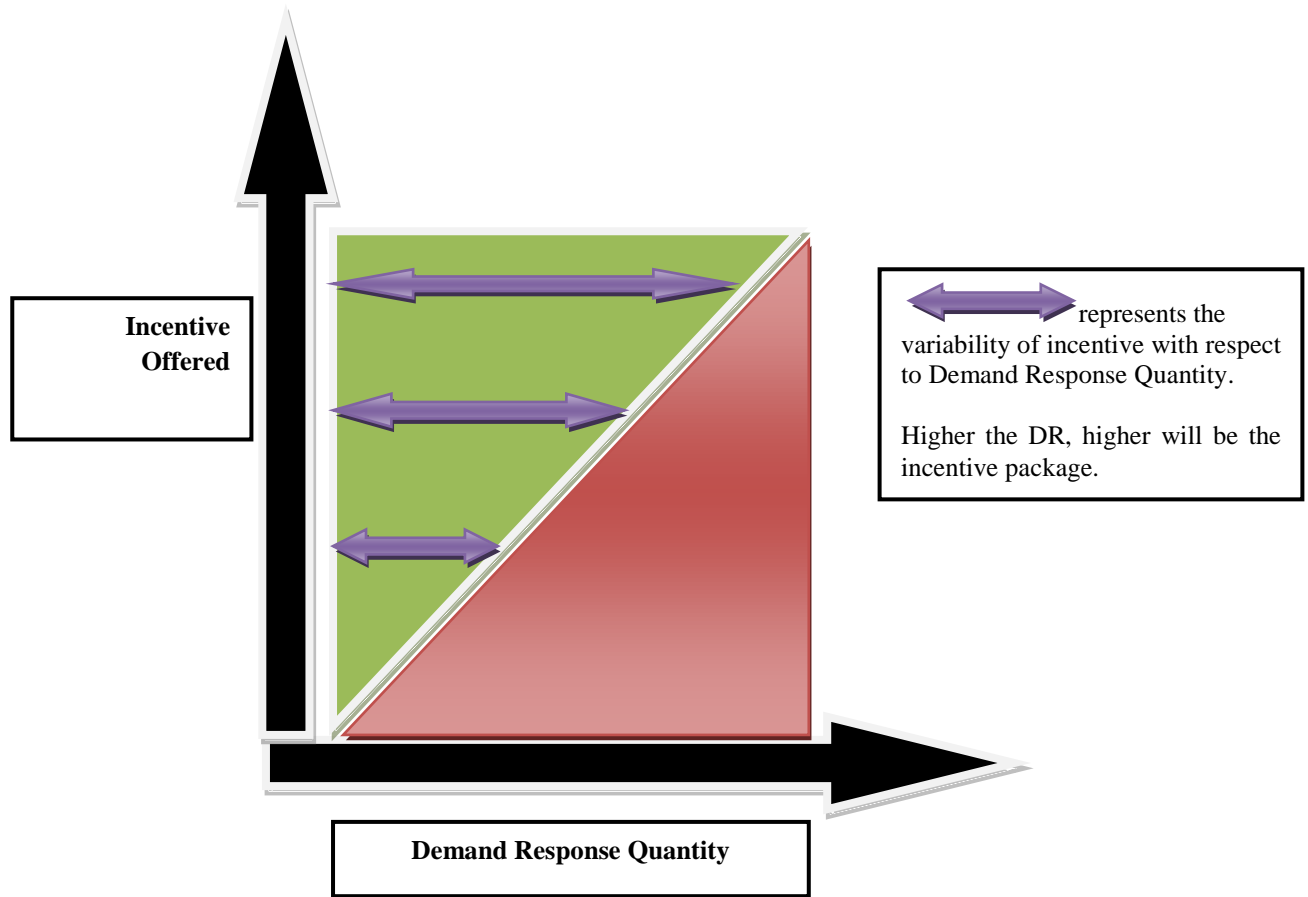 Incentive
Offered
represents the
variability of incentive with respect
to Demand Response Quantity.
Higher the DR, higher will be the
incentive package.
Demand Response Quantity